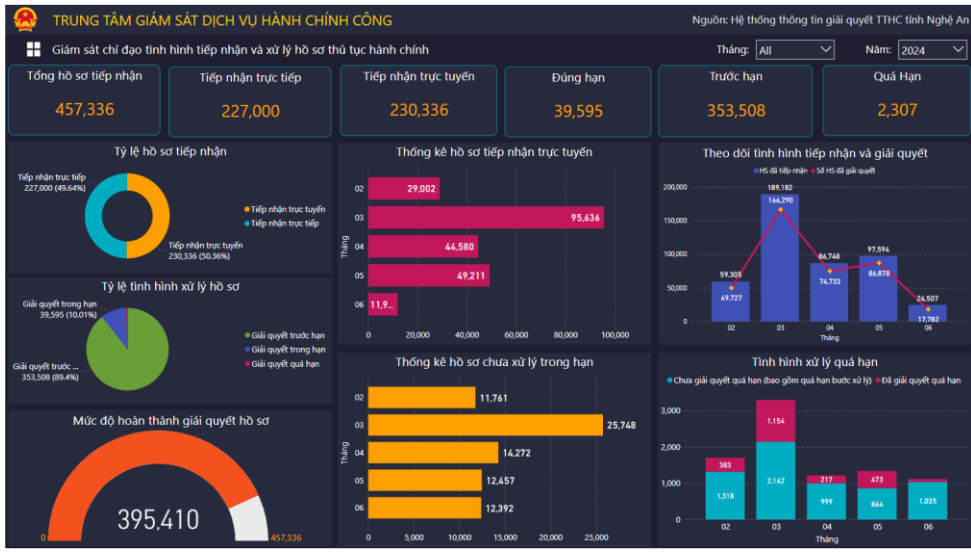 TRUNG TÂM GIÁM SÁT DỊCH VỤ HÀNH CHÍNH CÔNG
Nguồn: Hệ thống thông tin giải quyết TTHC tỉnh Nghệ An
Giám sát chỉ đạo tình hình tiếp nhận và xử lý hồ sơ thủ tục hành chính
Tháng: All
Năm: 2024
Tổng hồ sơ tiếp nhận
457,336
Tiếp nhận trực tiếp
227,000
Tiếp nhận trực tuyến
230,336
Đúng hạn
39,595
Trước hạn
353,508
Quá Hạn
2,307
Tỷ lệ hồ sơ tiếp nhận
Tiếp nhận trực tiếp
227,000 (49.64%)
Tiếp nhận trực tuyến
Tiếp nhận trực tiếp
Tiếp nhận trực tuyến
230,336 (50.36%)
Tỷ lệ tình hình xử lý hồ sơ
Giải quyết trong hạn
39,595 (10.01%)
Giải quyết trước hạn
Giải quyết trong hạn
Giải quyết quá hạn
Giải quyết trước ...
353,508 (89.4%)
Mức độ hoàn thành giải quyết hồ sơ
395,410
0
457,336
Thống kê hồ sơ tiếp nhận trực tuyến
Tháng
02 29,002
03 95,636
04 44,580
05 49,211
06 11,9...
0 20,000 40,000 60,000 80,000 100,000
Thống kê hồ sơ chưa xử lý trong hạn
Tháng
02 11,761
03 25,748
04 14,272
05 12,457
06 12,392
0 5,000 10,000 15,000 20,000 25,000
Theo dõi tình hình tiếp nhận và giải quyết
HS đã tiếp nhận Số HS đã giải quyết
200,000
150,000
100,000
50,000
0
59,305 189,182 86,748 97,594 24,507
49,727 166,290 74,733 86,878 17,782
02 03 04 05 06
Tháng
Tình hình xử lý quá hạn
Chưa giải quyết quá hạn (bao gồm quá hạn bước xử lý) Đã giải quyết quá hạn
3,000
2,000
1,000
0
383 1,154 217 473
1,318 2,142 999 864 1,035
02 03 04 05 06
Tháng